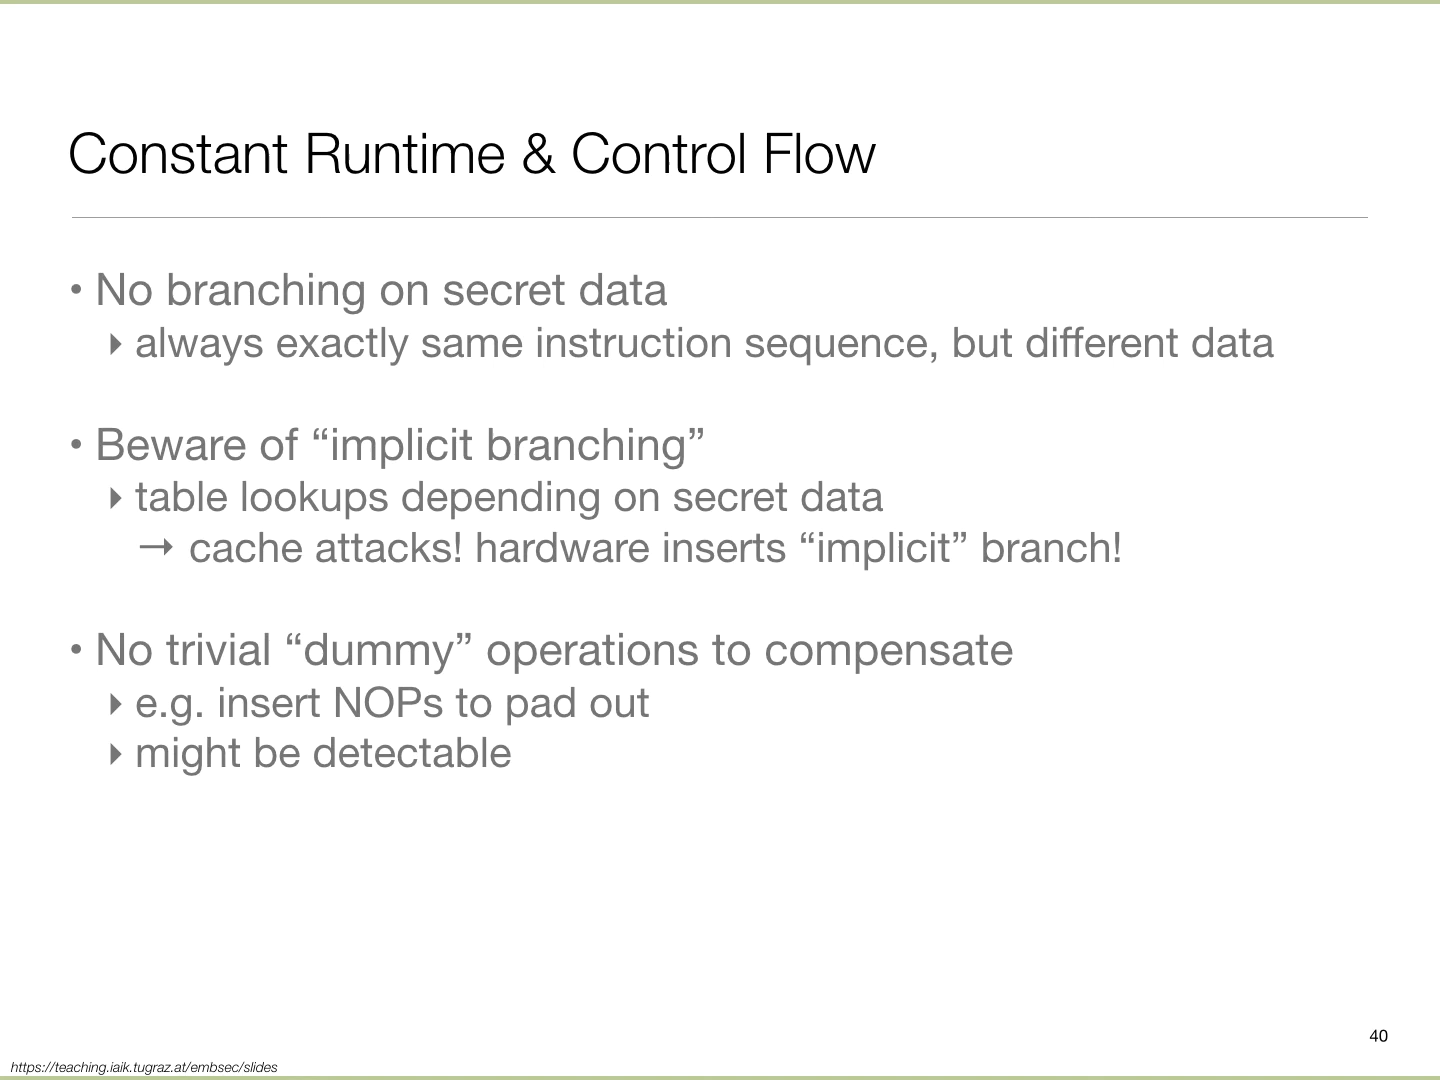 Constant Runtime & Control Flow
• No branching on secret data
‣ always exactly same instruction sequence, but different data
• Beware of “implicit branching”
‣ table lookups depending on secret data
→ cache attacks! hardware inserts “implicit” branch!
• No trivial “dummy” operations to compensate
‣ e.g. insert NOPs to pad out
‣ might be detectable
40
https://teaching.iaik.tugraz.at/embsec/slides